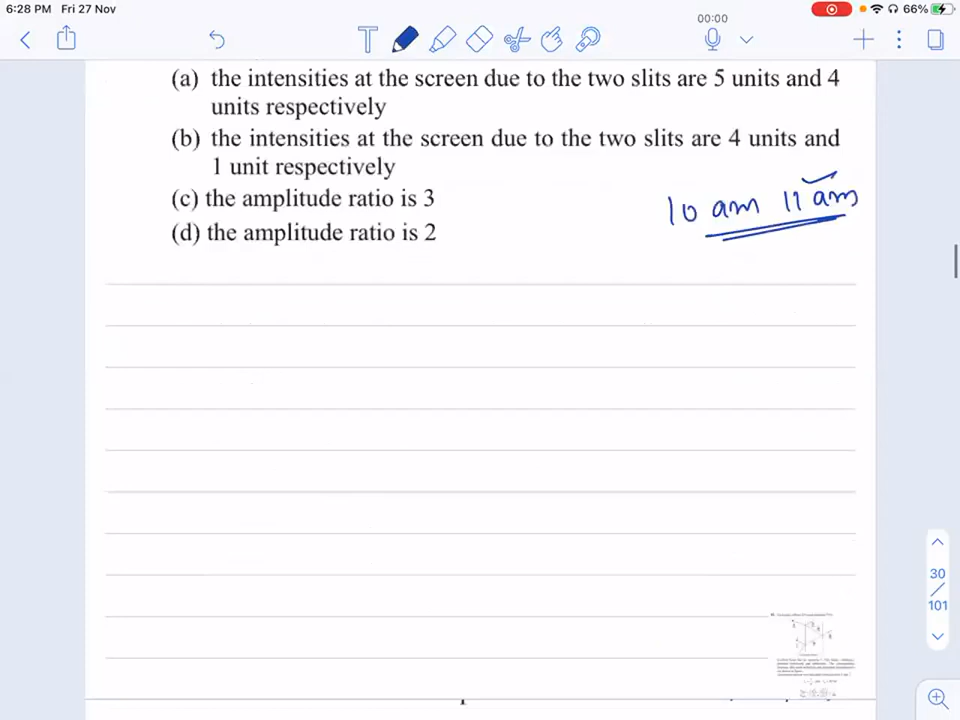 6:28 PM Fri 27 Nov
00:00
66%
(a) the intensities at the screen due to the two slits are 5 units and 4
units respectively
(b) the intensities at the screen due to the two slits are 4 units and
1 unit respectively
(c) the amplitude ratio is 3
(d) the amplitude ratio is 2
10 am 11 am
T
30
/
101